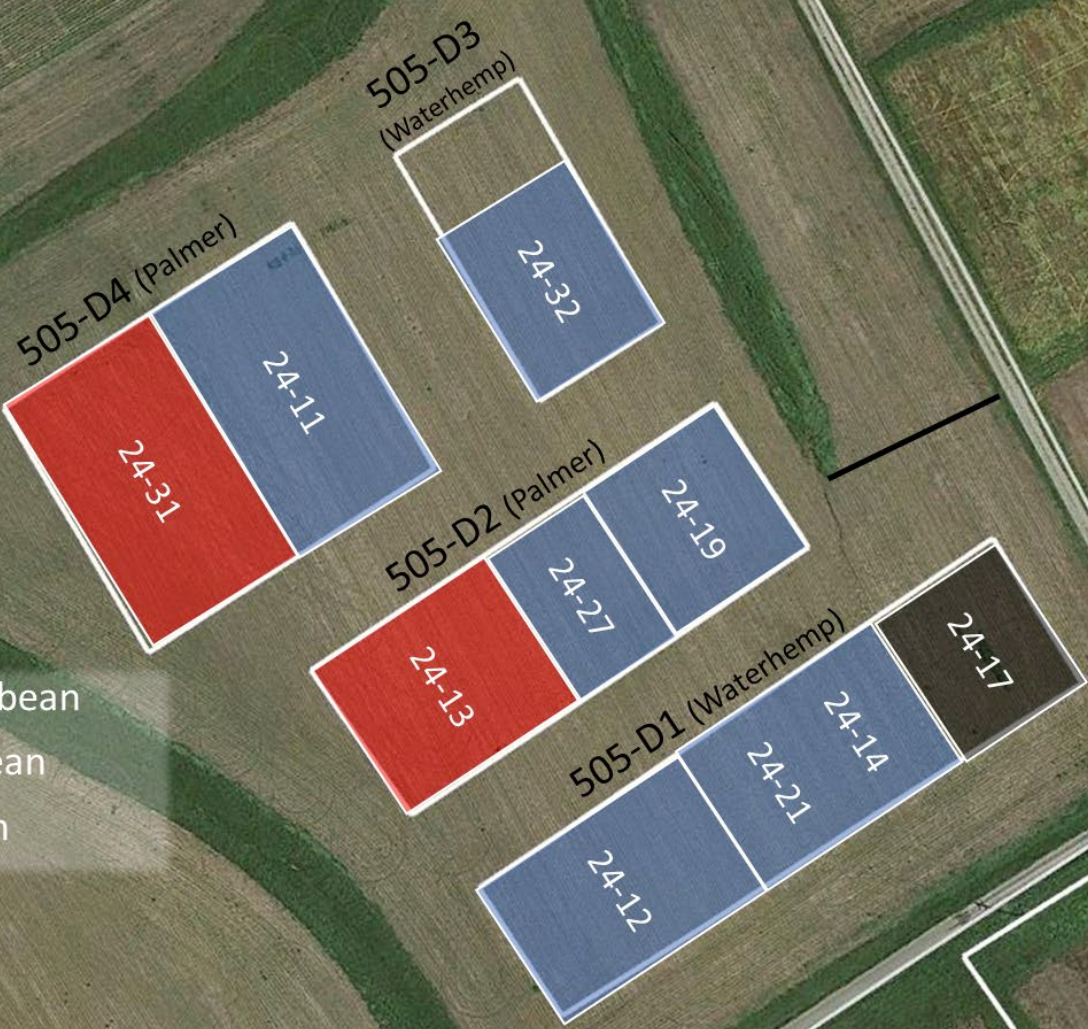 505-D3
(Waterhemp)
24-32
505-D4 (Palmer)
24-31
24-11
505-D2 (Palmer)
24-13
24-27
24-19
505-D1 (Waterhemp)
24-12
24-21
24-14
24-17
bean
ean
n